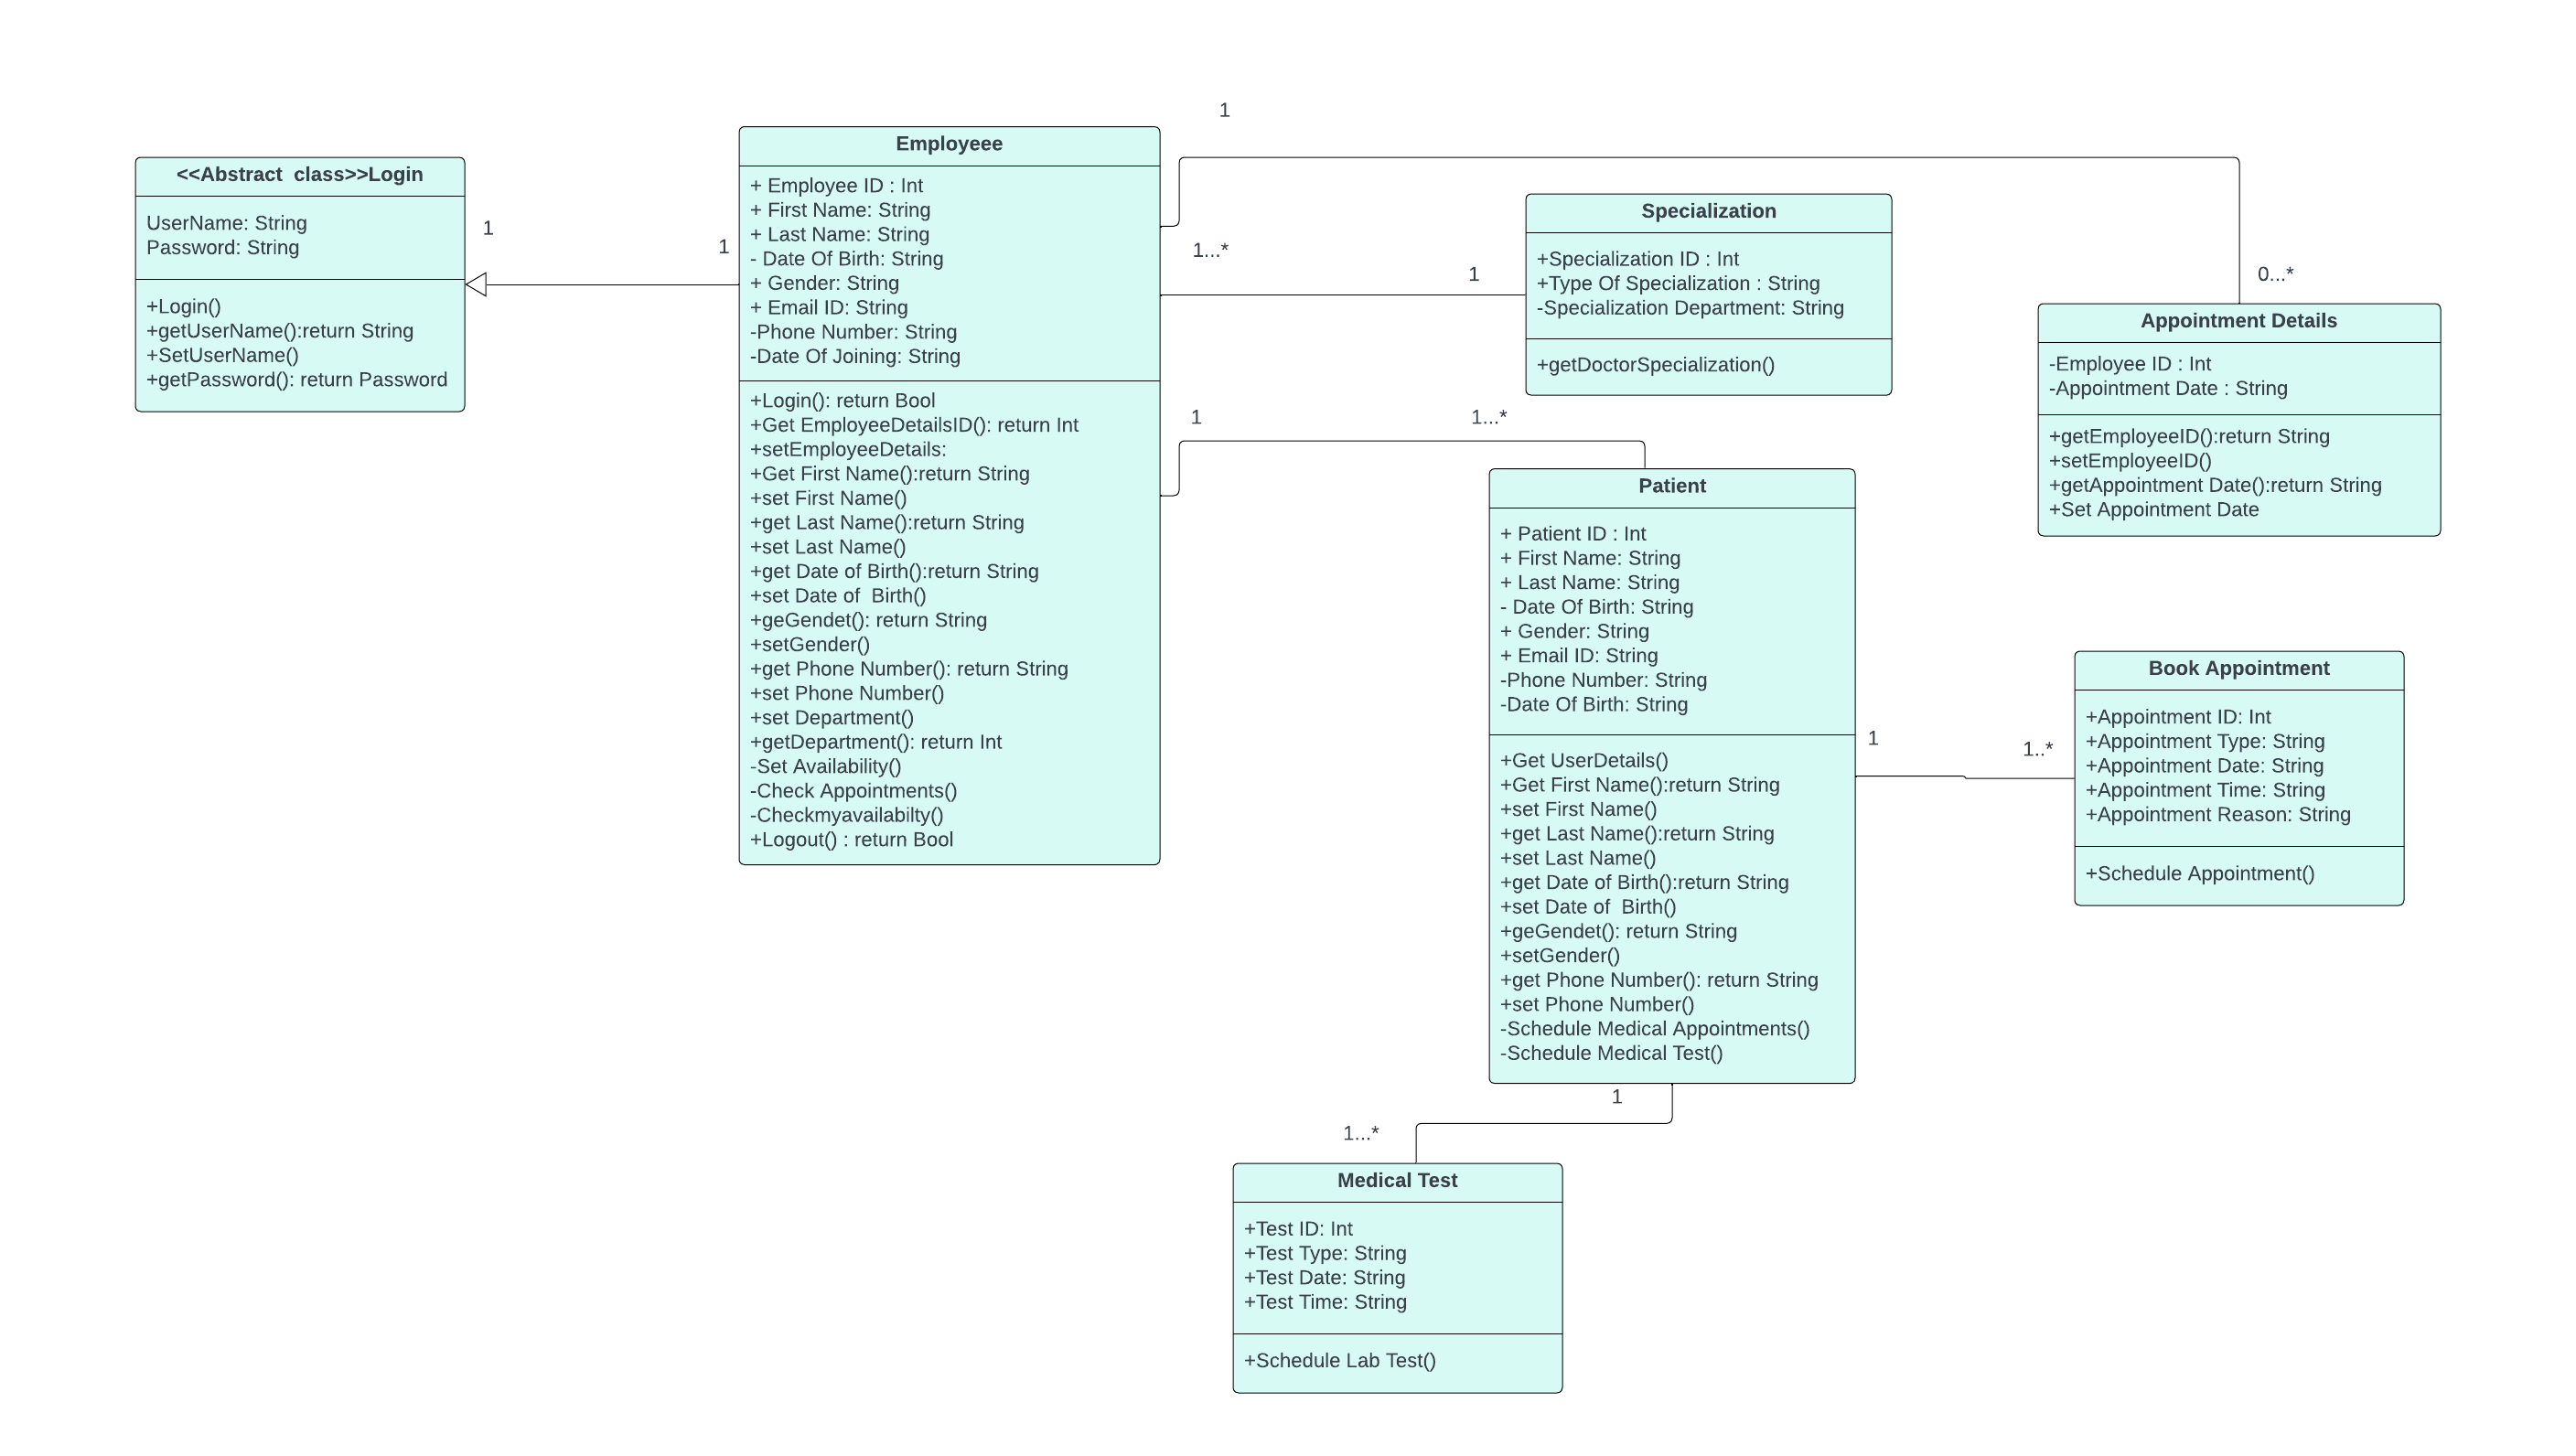 <<Abstract  class>>Login
UserName: String
Password: String
+Login()
+getUserName():return String
+SetUserName()
+getPassword(): return Password
1
1
Employeee
+ Employee ID : Int
+ First Name: String
+ Last Name: String
- Date Of Birth: String
+ Gender: String
+ Email ID: String
-Phone Number: String
-Date Of Joining: String
+Login(): return Bool
+Get EmployeeDetailsID(): return Int
+setEmployeeDetails:
+Get First Name():return String
+set First Name()
+get Last Name():return String
+set Last Name()
+get Date of Birth():return String
+set Date of  Birth()
+geGendet(): return String
+setGender()
+get Phone Number(): return String
+set Phone Number()
+set Department()
+getDepartment(): return Int
-Set Availability()
-Check Appointments()
-Checkmyavailabilty()
+Logout() : return Bool
1
0...*
1...*
1
Specialization
+Specialization ID : Int
+Type Of Specialization : String
-Specialization Department: String
+getDoctorSpecialization()
Appointment Details
-Employee ID : Int
-Appointment Date : String
+getEmployeeID():return String
+setEmployeeID()
+getAppointment Date():return String
+Set Appointment Date
1
1...*
Patient
+ Patient ID : Int
+ First Name: String
+ Last Name: String
- Date Of Birth: String
+ Gender: String
+ Email ID: String
-Phone Number: String
-Date Of Birth: String
+Get UserDetails()
+Get First Name():return String
+set First Name()
+get Last Name():return String
+set Last Name()
+get Date of Birth():return String
+set Date of  Birth()
+geGendet(): return String
+setGender()
+get Phone Number(): return String
+set Phone Number()
-Schedule Medical Appointments()
-Schedule Medical Test()
1
1..*
Book Appointment
+Appointment ID: Int
+Appointment Type: String
+Appointment Date: String
+Appointment Time: String
+Appointment Reason: String
+Schedule Appointment()
1
1...*
Medical Test
+Test ID: Int
+Test Type: String
+Test Date: String
+Test Time: String
+Schedule Lab Test()